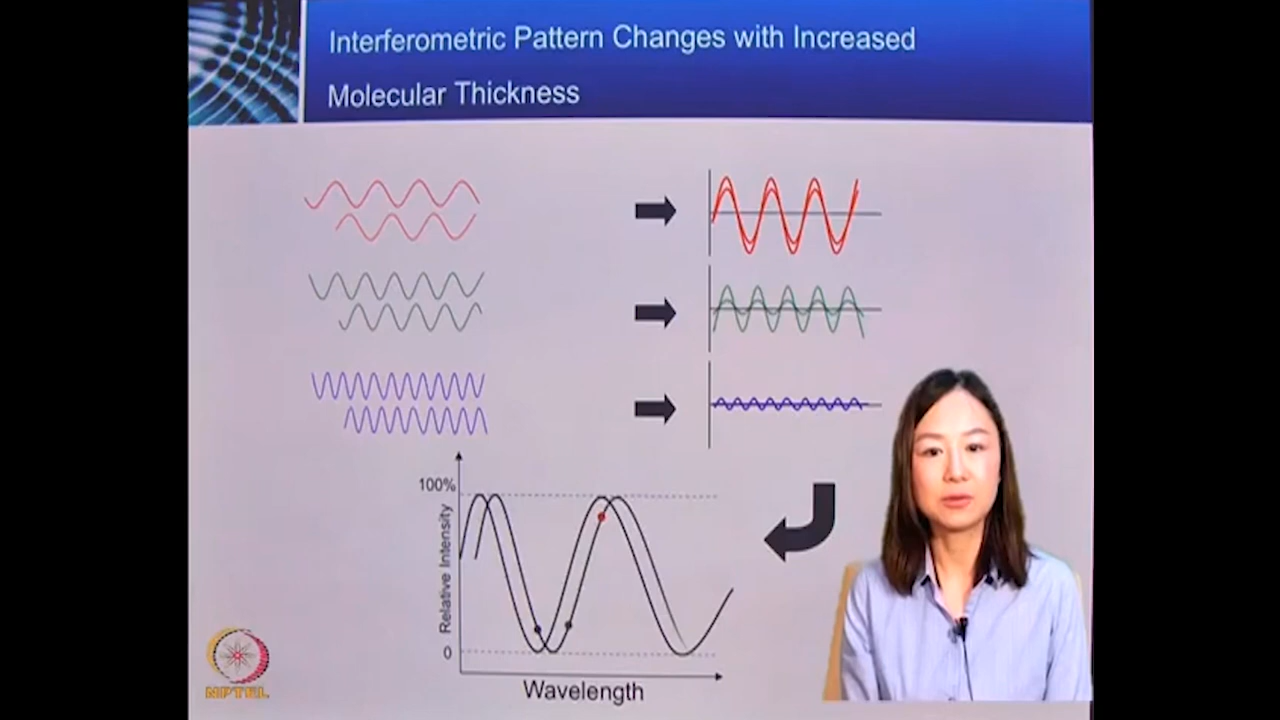 Interferometric Pattern Changes with Increased
Molecular Thickness
100%
Relative Intensity
0
Wavelength
NPTEL